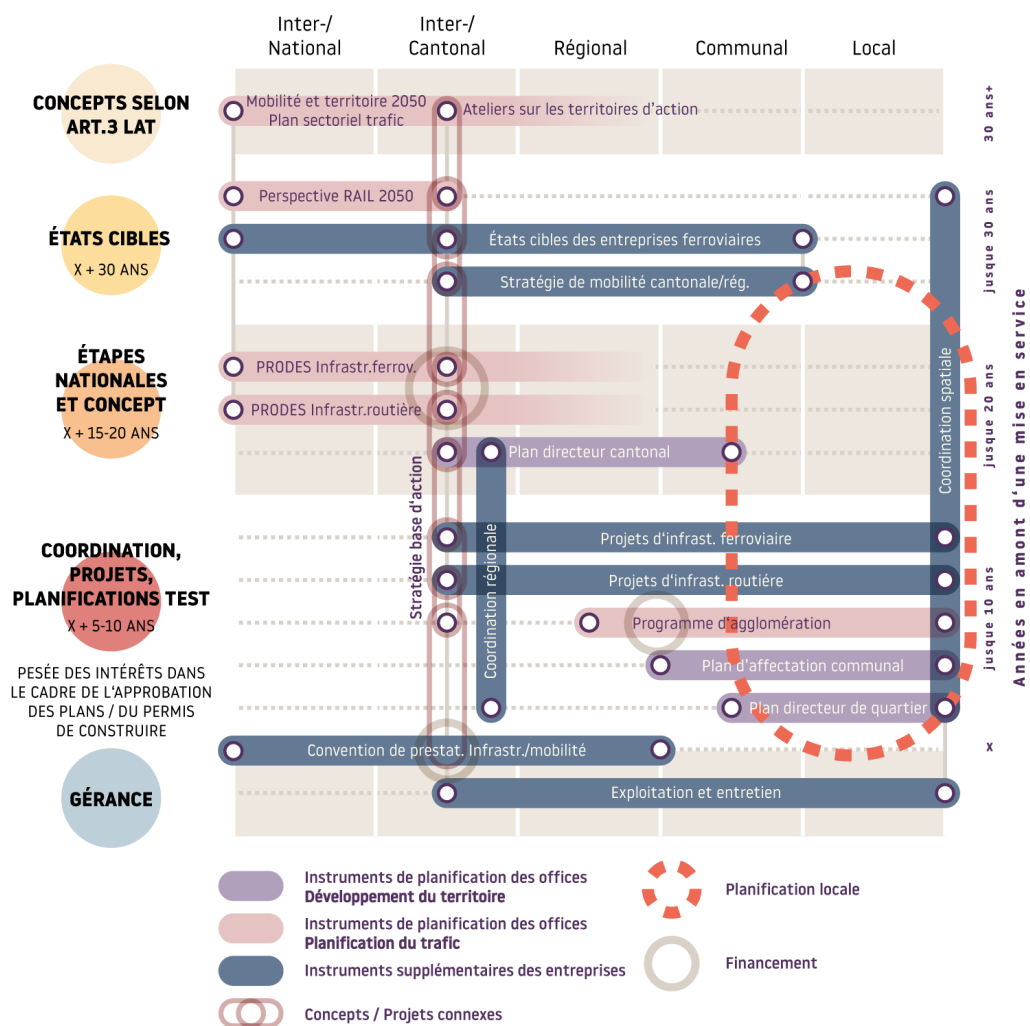 Inter-/
National
Inter-/
Cantonal
Régional
Communal
Local
CONCEPTS SELON
ART.3 LAT
Mobilité et territoire 2050
Plan sectoriel trafic
Ateliers sur les territoires d'action
30 ans+
ÉTATS CIBLES
X + 30 ANS
Perspective RAIL 2050
États cibles des entreprises ferroviaires
Stratégie de mobilité cantonale/rég.
jusque 30 ans
ÉTAPES
NATIONALES
ET CONCEPT
X + 15-20 ANS
PRODES Infrastr.ferrov.
PRODES Infrastr.routière
Plan directeur cantonal
jusque 20 ans
Coordination spatiale
Années en amont d'une mise en service
Stratégie base d'action
Coordination régionale
COORDINATION,
PROJETS,
PLANIFICATIONS TEST
X + 5-10 ANS
PESÉE DES INTÉRÊTS DANS
LE CADRE DE L'APPROBATION
DES PLANS / DU PERMIS
DE CONSTRUIRE
Projets d'infrast. ferroviaire
Projets d'infrast. routiére
Programme d'agglomération
Plan d'affectation communal
Plan directeur de quartier
jusque 10 ans
GÉRANCE
Convention de prestat. Infrastr./mobilité
X
Exploitation et entretien
Instruments de planification des offices
Développement du territoire
Instruments de planification des offices
Planification du trafic
Instruments supplémentaires des entreprises
Concepts / Projets connexes
Planification locale
Financement